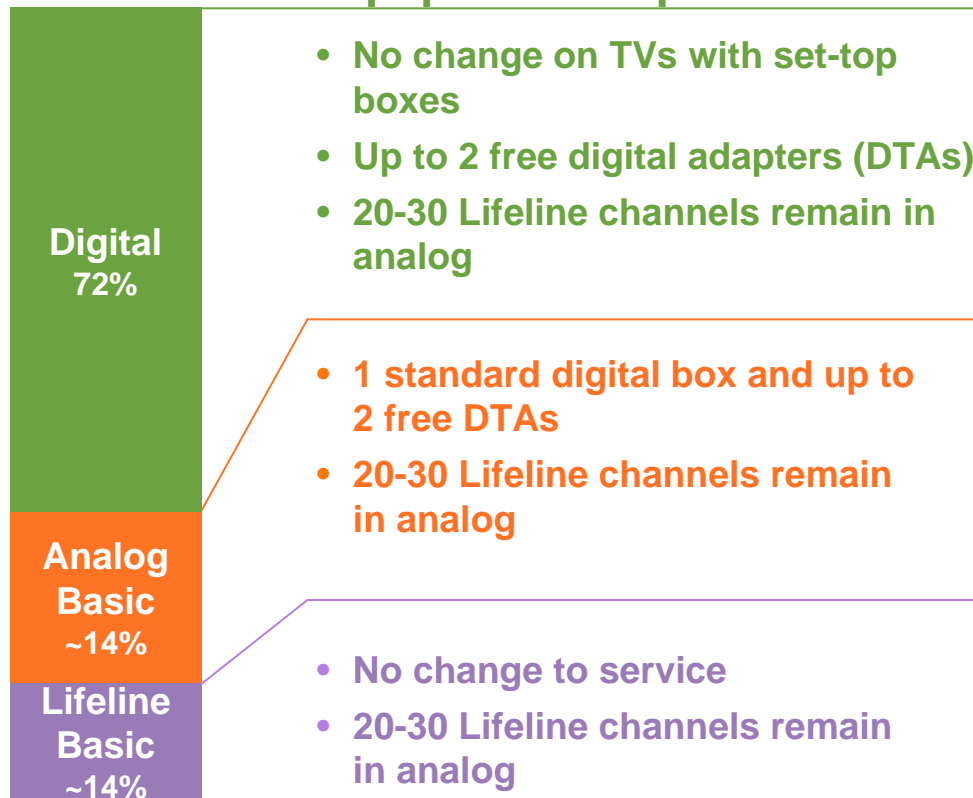 • No change on TVs with set-top
boxes
• Up to 2 free digital adapters (DTAs)
• 20-30 Lifeline channels remain in
analog
Digital
72%
• 1 standard digital box and up to
2 free DTAs
• 20-30 Lifeline channels remain
in analog
Analog
Basic
~14%
• No change to service
• 20-30 Lifeline channels remain
in analog
Lifeline
Basic
~14%